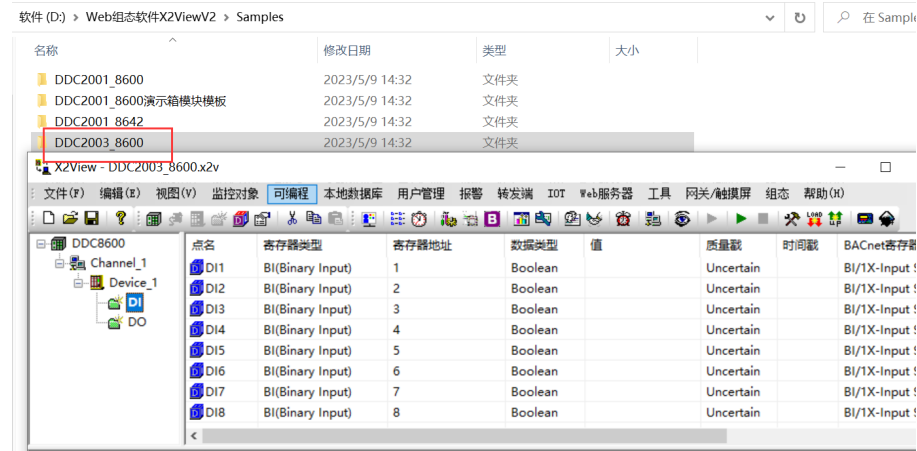 软件 (D:) > Web组态软件X2ViewV2 > Samples 在 Sample
名称 修改日期 类型 大小
DDC2001_8600 2023/5/9 14:32 文件夹
DDC2001_8600演示箱模块模板 2023/5/9 14:32 文件夹
DDC2001_8642 2023/5/9 14:32 文件夹
DDC2003_8600 2023/5/9 14:32 文件夹
X2View - DDC2003_8600.x2v
文件(F) 编辑(E) 视图(V) 监控对象 可编程 本地数据库 用户管理 报警 转发端 IOT Web服务器 工具 网关/触摸屏 组态 帮助(H)
DDC8600 点名 寄存器类型 寄存器地址 数据类型 值 质量戳 时间戳 BACnet寄存器
Channel_1 DI1 BI(Binary Input) 1 Boolean Uncertain BI/1X-Input S
Device_1 DI2 BI(Binary Input) 2 Boolean Uncertain BI/1X-Input S
DI DI3 BI(Binary Input) 3 Boolean Uncertain BI/1X-Input S
DO DI4 BI(Binary Input) 4 Boolean Uncertain BI/1X-Input S
DI5 BI(Binary Input) 5 Boolean Uncertain BI/1X-Input S
DI6 BI(Binary Input) 6 Boolean Uncertain BI/1X-Input S
DI7 BI(Binary Input) 7 Boolean Uncertain BI/1X-Input S
DI8 BI(Binary Input) 8 Boolean Uncertain BI/1X-Input S